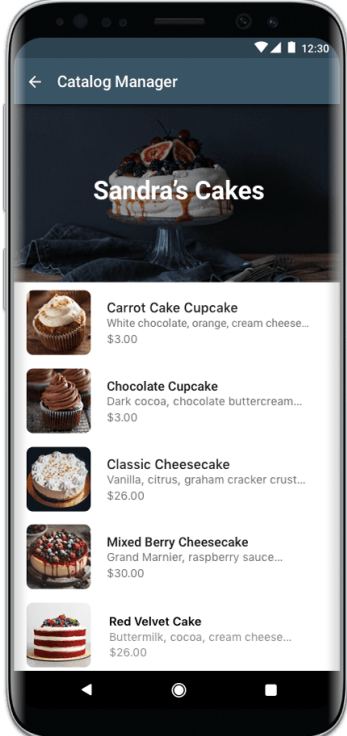 12:30
Catalog Manager
Sandra's Cakes
Carrot Cake Cupcake
White chocolate, orange, cream cheese...
$3.00
Chocolate Cupcake
Dark cocoa, chocolate buttercream...
$3.00
Classic Cheesecake
Vanilla, citrus, graham cracker crust...
$26.00
Mixed Berry Cheesecake
Grand Marnier, raspberry sauce...
$30.00
Red Velvet Cake
Buttermilk, cocoa, cream cheese...
$26.00